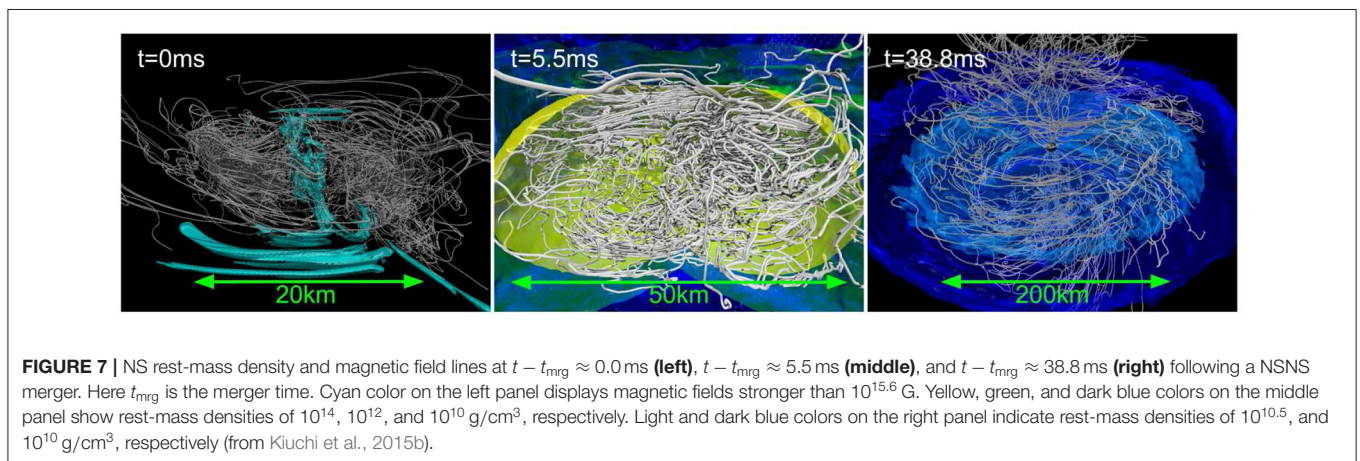 t=0ms
t=5.5ms
t=38.8ms
20km
50km
200km
FIGURE 7 | NS rest-mass density and magnetic field lines at t − t_mrg ≈ 0.0 ms (left), t − t_mrg ≈ 5.5 ms (middle), and t − t_mrg ≈ 38.8 ms (right) following a NSNS
merger. Here t_mrg is the merger time. Cyan color on the left panel displays magnetic fields stronger than 10^15.6 G. Yellow, green, and dark blue colors on the middle
panel show rest-mass densities of 10^14, 10^12, and 10^10 g/cm^3, respectively. Light and dark blue colors on the right panel indicate rest-mass densities of 10^10.5, and
10^10 g/cm^3, respectively (from Kiuchi et al., 2015b).